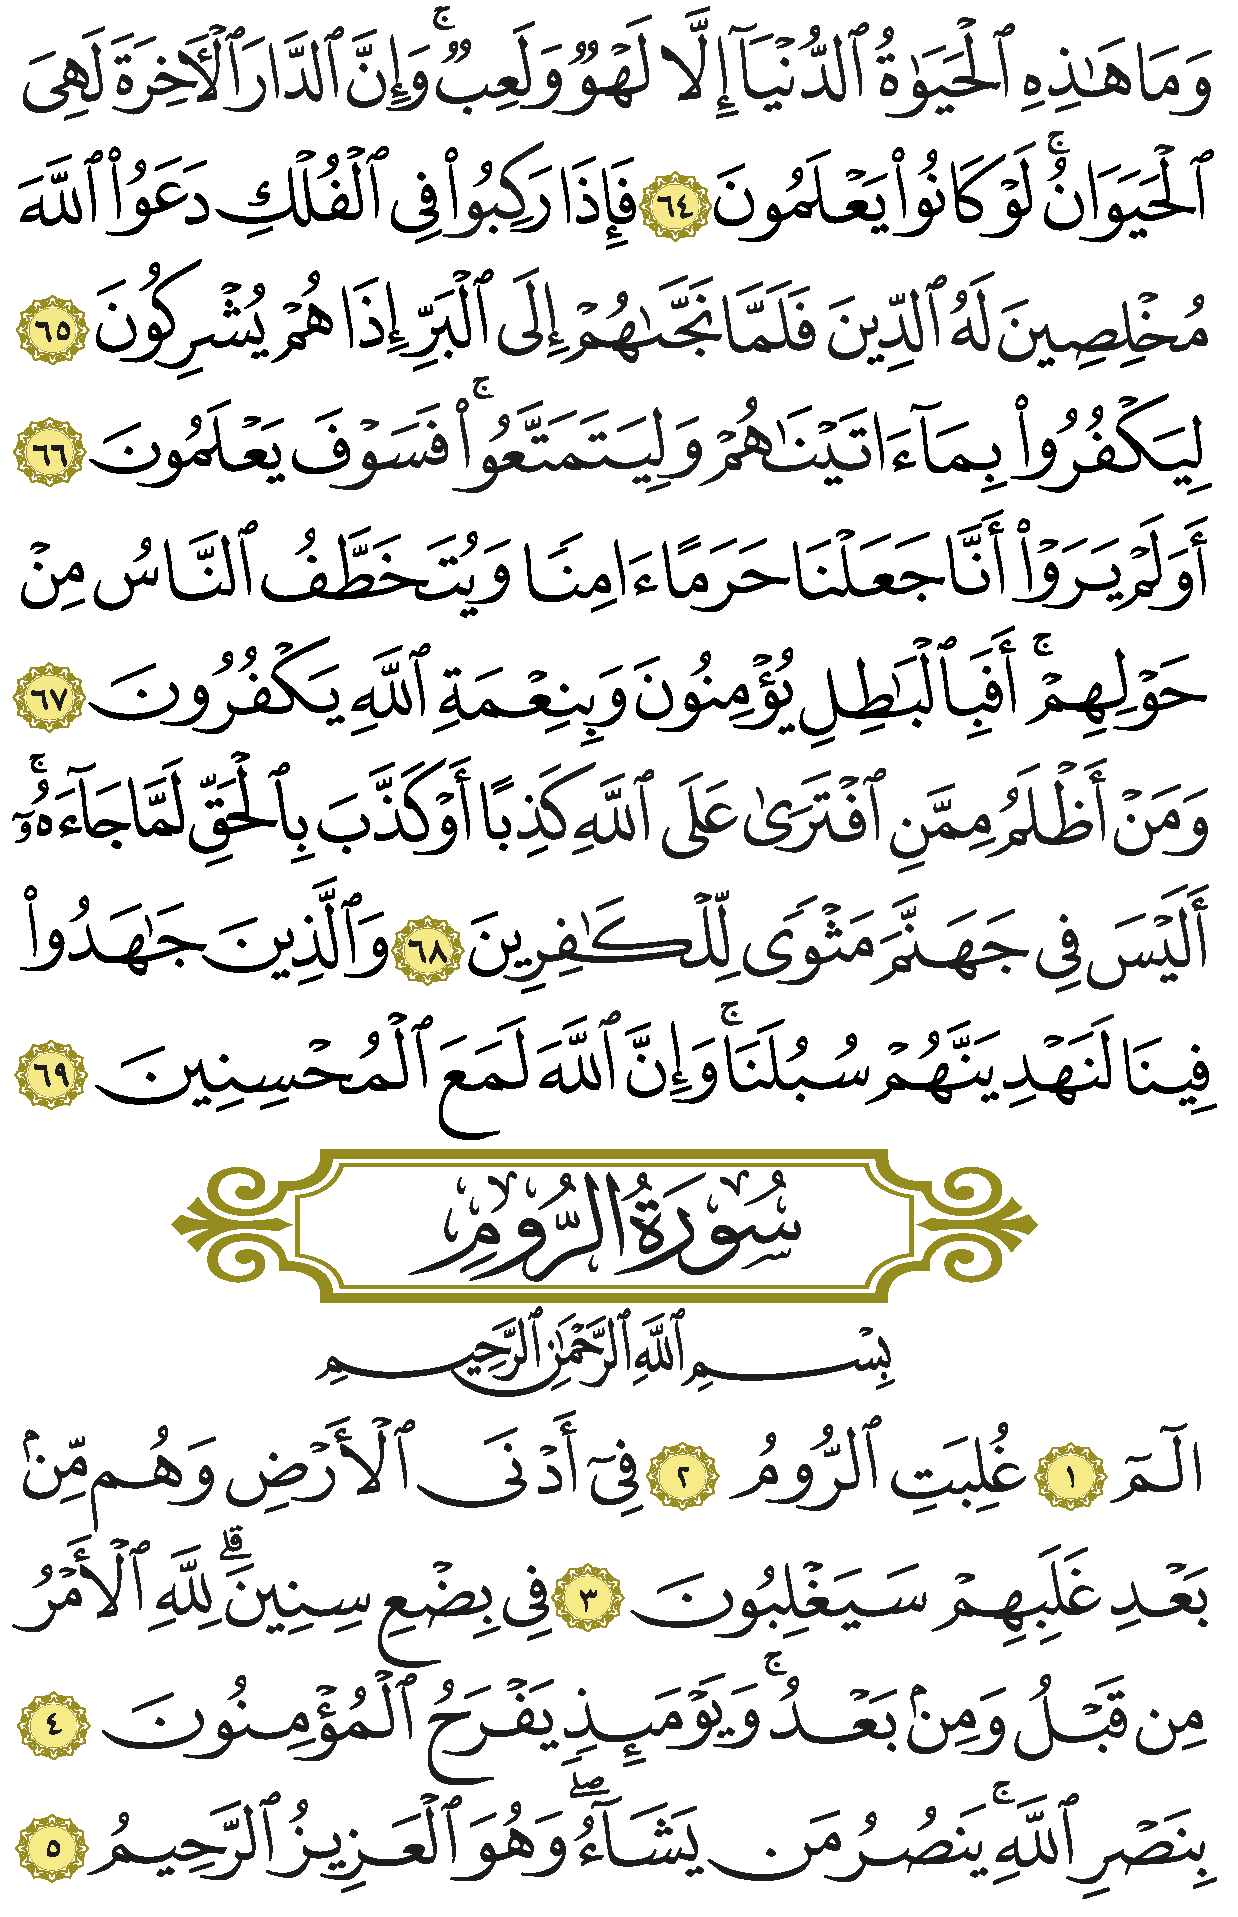 وَمَا هَٰذِهِ ٱلْحَيَوٰةُ ٱلدُّنْيَآ إِلَّا لَهْوٌ وَلَعِبٌ ۚ وَإِنَّ ٱلدَّارَ ٱلْأَخِرَةَ لَهِىَ
ٱلْحَيَوَانُ ۚ لَوْ كَانُوا۟ يَعْلَمُونَ ٦٤ فَإِذَا رَكِبُوا۟ فِى ٱلْفُلْكِ دَعَوُا۟ ٱللَّهَ
مُخْلِصِينَ لَهُ ٱلدِّينَ فَلَمَّا نَجَّىٰهُمْ إِلَى ٱلْبَرِّ إِذَا هُمْ يُشْرِكُونَ ٦٥
لِيَكْفُرُوا۟ بِمَآ ءَاتَيْنَٰهُمْ وَلِيَتَمَتَّعُوا۟ ۚ فَسَوْفَ يَعْلَمُونَ ٦٦
أَوَلَمْ يَرَوْا۟ أَنَّا جَعَلْنَا حَرَمًا ءَامِنًا وَيُتَخَطَّفُ ٱلنَّاسُ مِنْ
حَوْلِهِمْ ۚ أَفَبِٱلْبَٰطِلِ يُؤْمِنُونَ وَبِنِعْمَةِ ٱللَّهِ يَكْفُرُونَ ٦٧
وَمَنْ أَظْلَمُ مِمَّنِ ٱفْتَرَىٰ عَلَى ٱللَّهِ كَذِبًا أَوْ كَذَّبَ بِٱلْحَقِّ لَمَّا جَآءَهُۥٓ ۚ
أَلَيْسَ فِى جَهَنَّمَ مَثْوًى لِّلْكَٰفِرِينَ ٦٨ وَٱلَّذِينَ جَٰهَدُوا۟
فِينَا لَنَهْدِيَنَّهُمْ سُبُلَنَا ۚ وَإِنَّ ٱللَّهَ لَمَعَ ٱلْمُحْسِنِينَ ٦٩
سُورَةُ الرُّومِ
بِسْمِ ٱللَّهِ ٱلرَّحْمَٰنِ ٱلرَّحِيمِ
الٓمٓ ١ غُلِبَتِ ٱلرُّومُ ٢ فِىٓ أَدْنَى ٱلْأَرْضِ وَهُم مِّنۢ
بَعْدِ غَلَبِهِمْ سَيَغْلِبُونَ ٣ فِى بِضْعِ سِنِينَ ۗ لِلَّهِ ٱلْأَمْرُ
مِن قَبْلُ وَمِنۢ بَعْدُ ۚ وَيَوْمَئِذٍ يَفْرَحُ ٱلْمُؤْمِنُونَ ٤
بِنَصْرِ ٱللَّهِ ۚ يَنصُرُ مَن يَشَآءُ ۖ وَهُوَ ٱلْعَزِيزُ ٱلرَّحِيمُ ٥